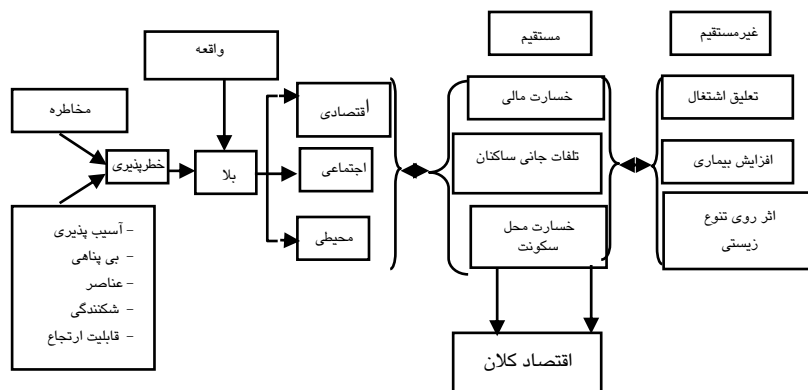 غیرمستقیم
مستقیم
واقعه
تعلیق اشتغال
خسارت مالی
اقتصادی
مخاطره
افزایش بیماری
تلفات جانی ساکنان
اجتماعی
بلا
خطرپذیری
اثر روی تنوع
زیستی
خسارت محل
سکونت
محیطی
- آسیب پذیری
- بی پناهی
- عناصر
- شکنندگی
- قابلیت ارتجاع
اقتصاد کلان